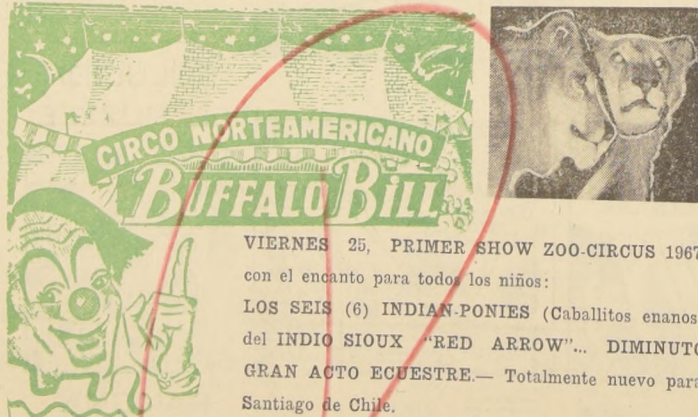 CIRCO NORTEAMERICANO
BUFFALO BILL
VIERNES 25, PRIMER SHOW ZOO-CIRCUS 1967
con el encanto para todos los niños:
LOS SEIS (6) INDIAN-PONIES (Caballitos enanos
del INDIO SIOUX "RED ARROW"... DIMINUTO
GRAN ACTO ECUESTRE.— Totalmente nuevo para
Santiago de Chile.